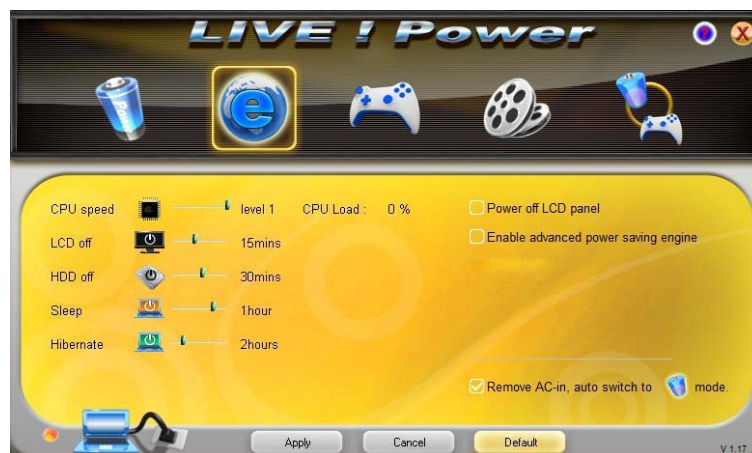 LIVE ! Power
Power
e
CPU speed level 1 CPU Load : 0 %
LCD off 15mins
HDD off 30mins
Sleep 1hour
Hibernate 2hours
Power off LCD panel
Enable advanced power saving engine
Remove AC-in, auto switch to mode.
Apply Cancel Default
V 1.17